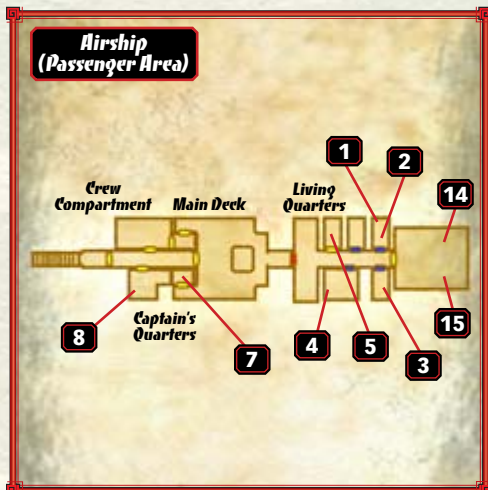 Airship
(Passenger Area)
1
2
Crew
Compartment
Main Deck
Living
Quarters
14
8
Captain's
Quarters
7
4
5
3
15